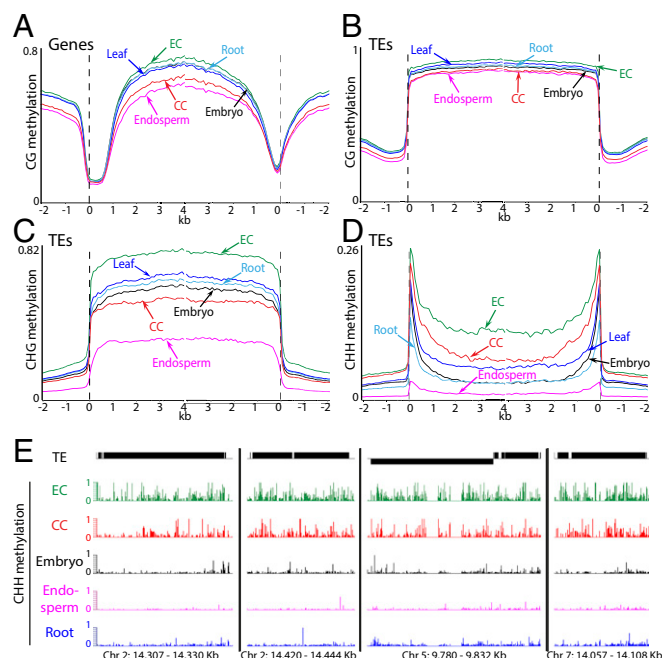 A
Genes
CG methylation
0.8
0
EC
Leaf
Root
CC
Embryo
Endosperm
-2 -1 0 1 2 3 4 3 2 1 0 -1 -2
kb
B
TEs
CG methylation
1
0
Leaf
Root
EC
Endosperm
CC
Embryo
-2 -1 0 1 2 3 4 3 2 1 0 -1 -2
kb
C
TEs
CHG methylation
0.82
0
EC
Leaf
Root
Embryo
CC
Endosperm
-2 -1 0 1 2 3 4 3 2 1 0 -1 -2
kb
D
TEs
CHH methylation
0.26
0
EC
CC
Root
Leaf
Embryo
Endosperm
-2 -1 0 1 2 3 4 3 2 1 0 -1 -2
kb
E
TE
CHH methylation
EC
1
0
CC
1
0
Embryo
1
0
Endo-
sperm
1
0
Root
1
0
Chr 2: 14.307 - 14.330 Kb
Chr 2: 14.420 - 14.444 Kb
Chr 5: 9.780 - 9.832 Kb
Chr 7: 14.057 - 14.108 Kb